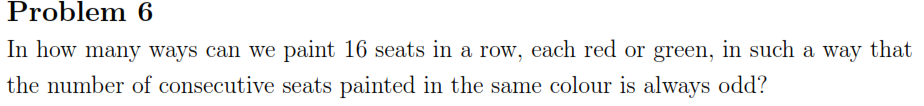 Problem 6
In how many ways can we paint 16 seats in a row, each red or green, in such a way that
the number of consecutive seats painted in the same colour is always odd?